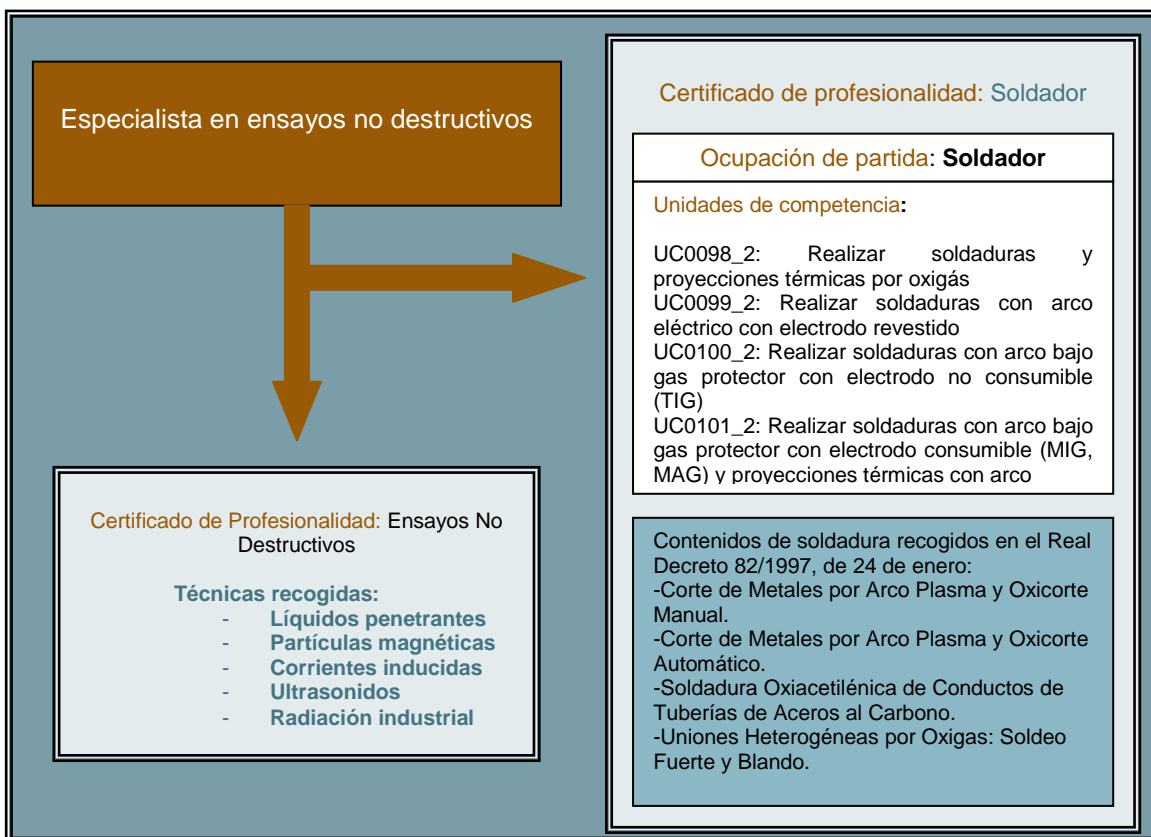 Especialista en ensayos no destructivos
Certificado de Profesionalidad: Ensayos No
Destructivos
Técnicas recogidas:
- Líquidos penetrantes
- Partículas magnéticas
- Corrientes inducidas
- Ultrasonidos
- Radiación industrial
Certificado de profesionalidad: Soldador
Ocupación de partida: Soldador
Unidades de competencia:
UC0098_2: Realizar soldaduras y
proyecciones térmicas por oxigás
UC0099_2: Realizar soldaduras con arco
eléctrico con electrodo revestido
UC0100_2: Realizar soldaduras con arco bajo
gas protector con electrodo no consumible
(TIG)
UC0101_2: Realizar soldaduras con arco bajo
gas protector con electrodo consumible (MIG,
MAG) y proyecciones térmicas con arco
Contenidos de soldadura recogidos en el Real
Decreto 82/1997, de 24 de enero:
-Corte de Metales por Arco Plasma y Oxicorte
Manual.
-Corte de Metales por Arco Plasma y Oxicorte
Automático.
-Soldadura Oxiacetilénica de Conductos de
Tuberías de Aceros al Carbono.
-Uniones Heterogéneas por Oxigas: Soldeo
Fuerte y Blando.